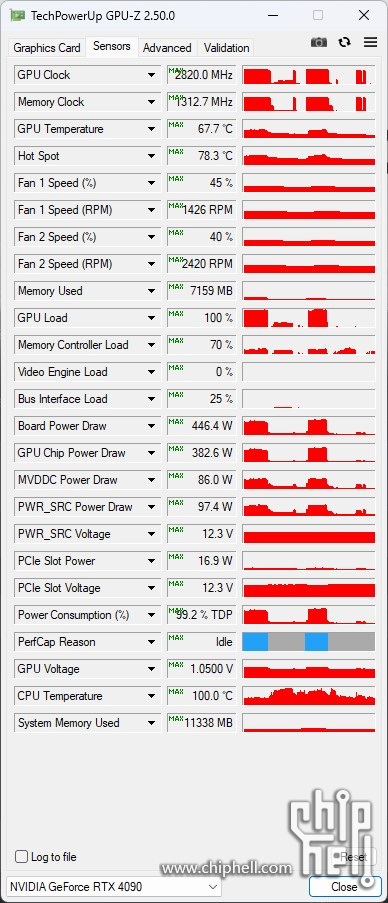 TechPowerUp GPU-Z 2.50.0
Graphics Card Sensors Advanced Validation
GPU Clock MAX 2820.0 MHz
Memory Clock MAX 1312.7 MHz
GPU Temperature MAX 67.7 °C
Hot Spot MAX 78.3 °C
Fan 1 Speed (%) MAX 45 %
Fan 1 Speed (RPM) MAX 1426 RPM
Fan 2 Speed (%) MAX 40 %
Fan 2 Speed (RPM) MAX 2420 RPM
Memory Used MAX 7159 MB
GPU Load MAX 100 %
Memory Controller Load MAX 70 %
Video Engine Load MAX 0 %
Bus Interface Load MAX 25 %
Board Power Draw MAX 446.4 W
GPU Chip Power Draw MAX 382.6 W
MVDDC Power Draw MAX 86.0 W
PWR_SRC Power Draw MAX 97.4 W
PWR_SRC Voltage MAX 12.3 V
PCIe Slot Power MAX 16.9 W
PCIe Slot Voltage MAX 12.3 V
Power Consumption (%) MAX 99.2 % TDP
PerfCap Reason MAX Idle
GPU Voltage MAX 1.0500 V
CPU Temperature MAX 100.0 °C
System Memory Used MAX 11338 MB
Log to file
Reset
chip hell
www.chiphell.com
NVIDIA GeForce RTX 4090
Close